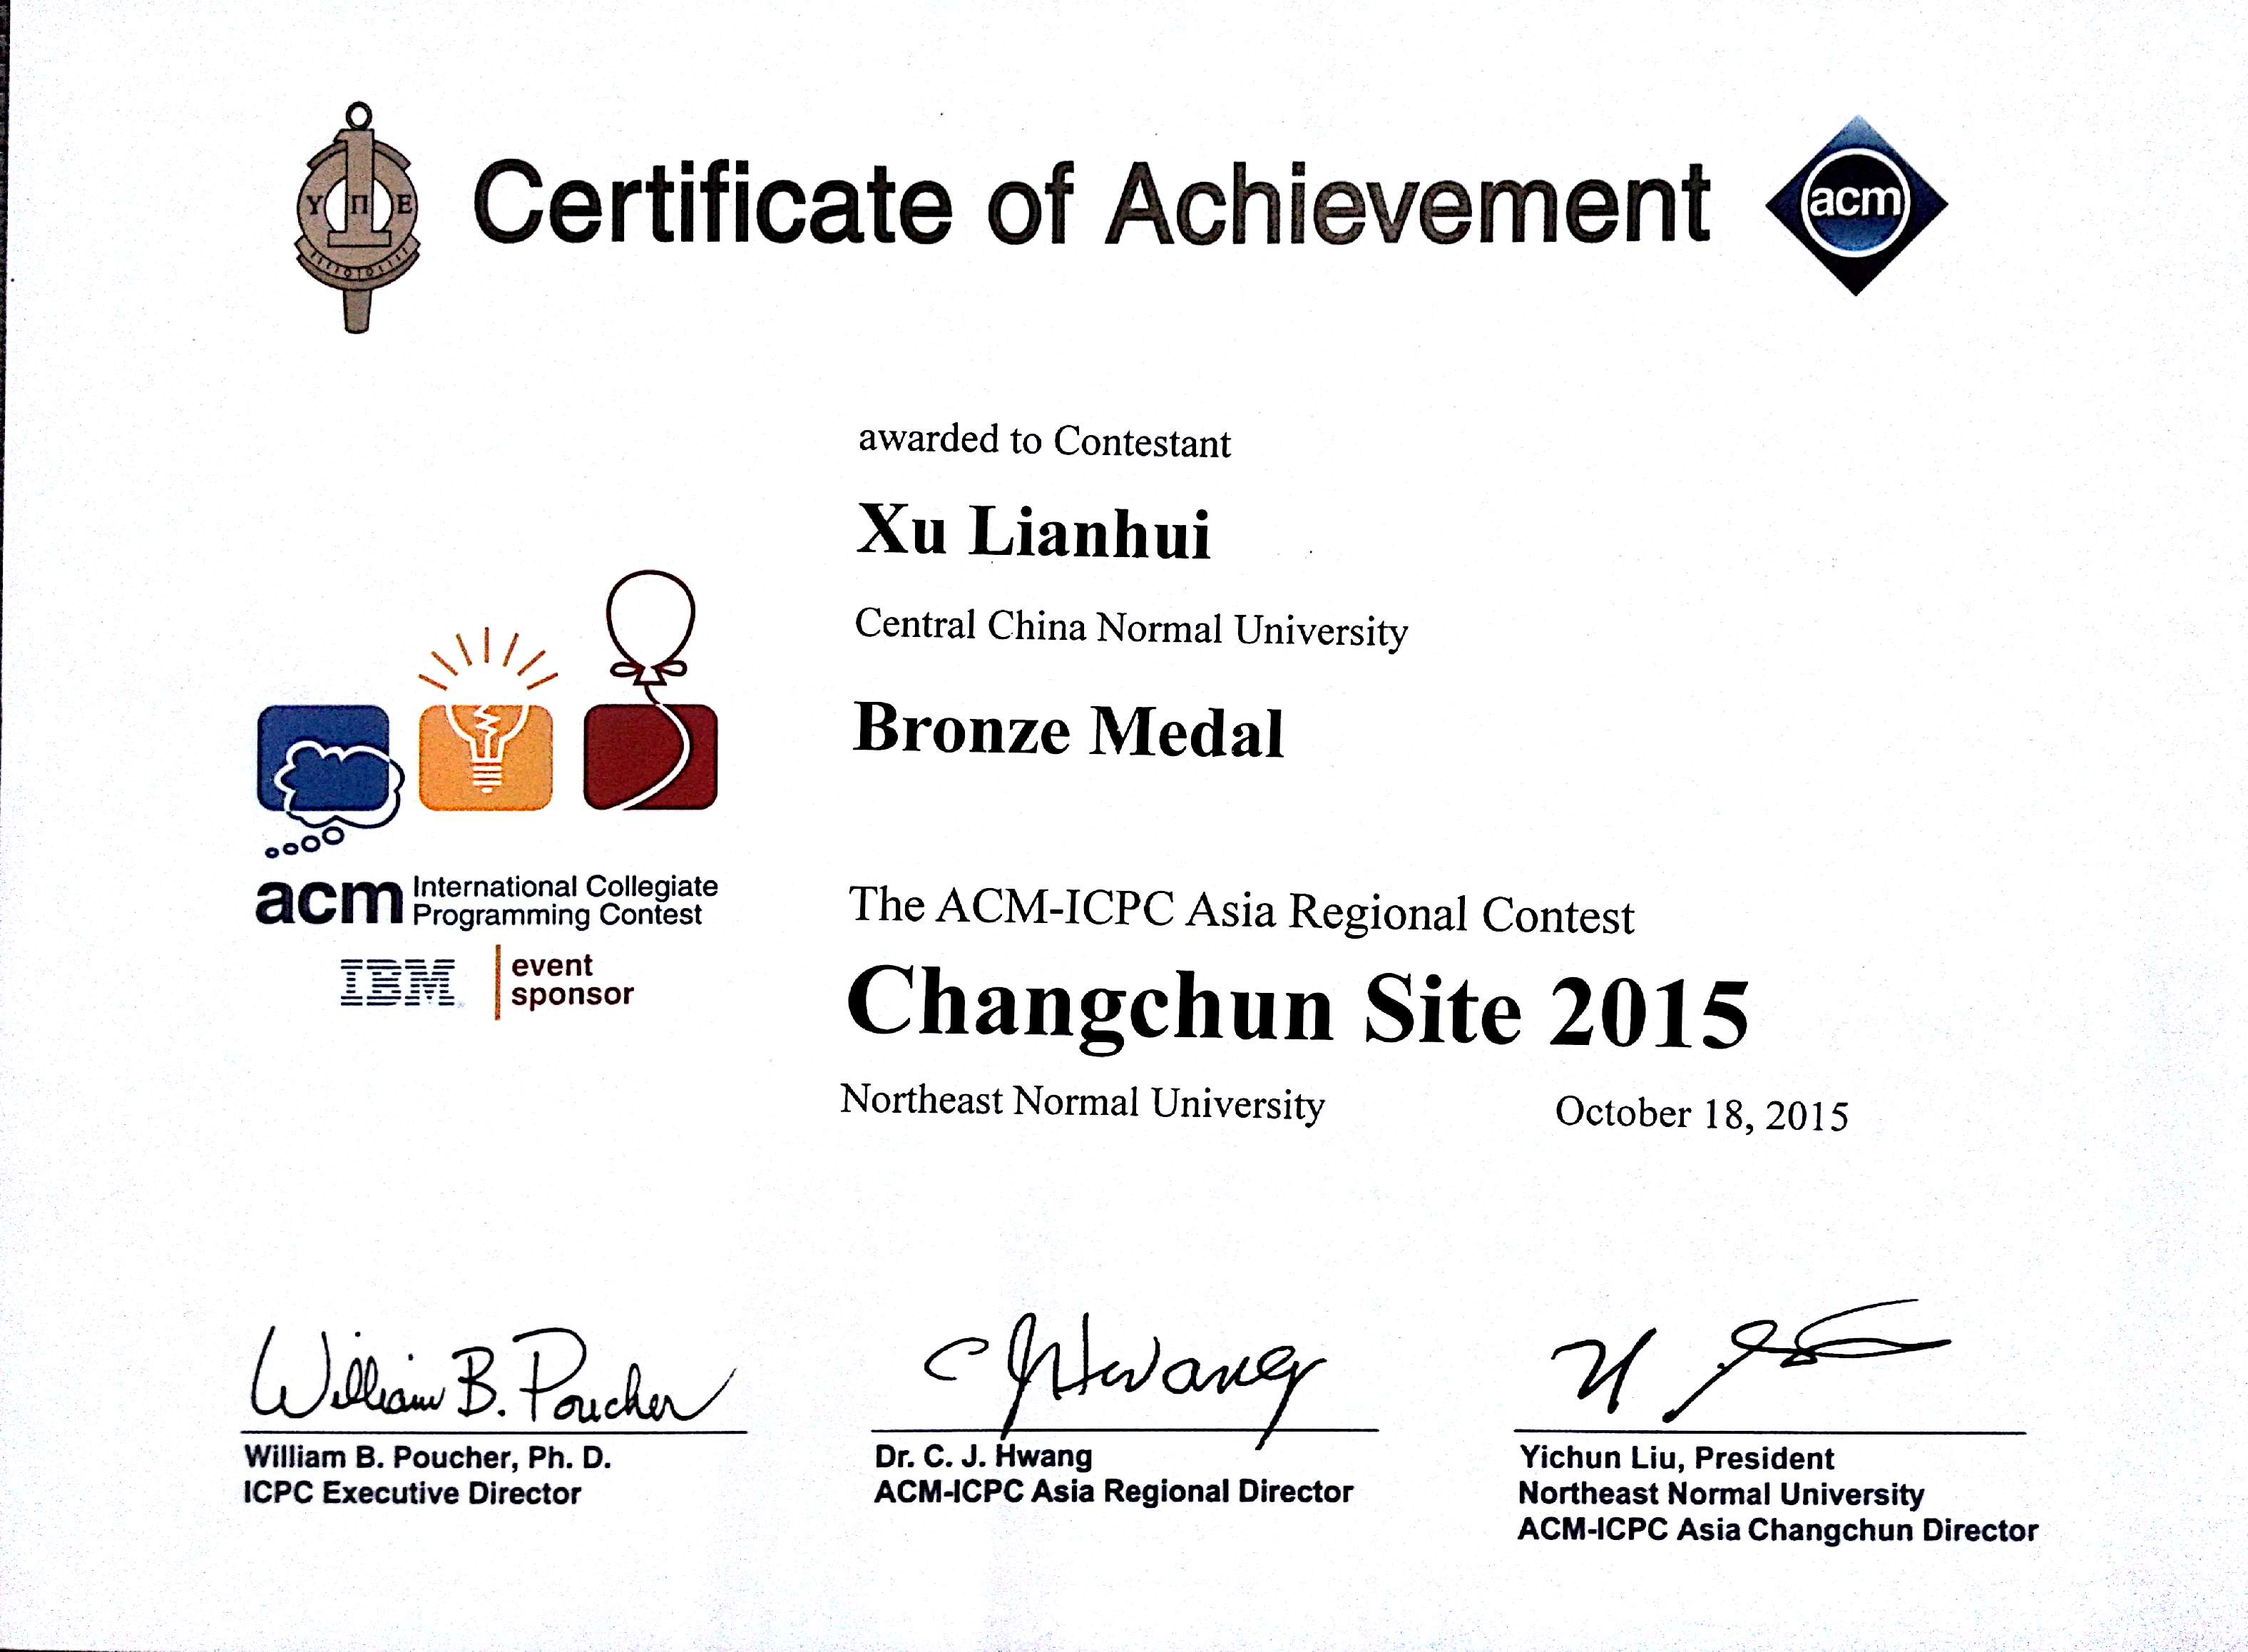 Certificate of Achievement
Υ Π Ε
acm
awarded to Contestant
Xu Lianhui
Central China Normal University
Bronze Medal
acm International Collegiate
Programming Contest
IBM event
sponsor
The ACM-ICPC Asia Regional Contest
Changchun Site 2015
Northeast Normal University October 18, 2015
William B. Poucher
C J Hwang
William B. Poucher, Ph. D.
ICPC Executive Director
Dr. C. J. Hwang
ACM-ICPC Asia Regional Director
Yichun Liu, President
Northeast Normal University
ACM-ICPC Asia Changchun Director